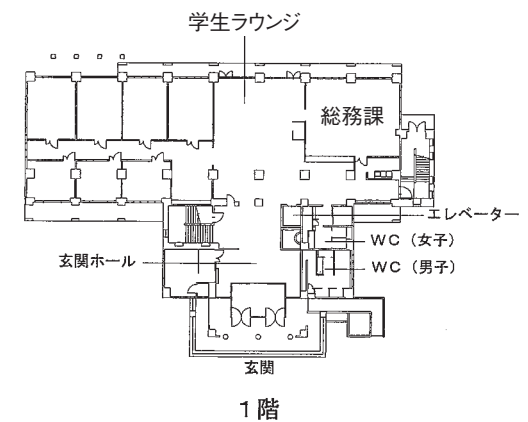 学生ラウンジ
総務課
エレベーター
WC（女子）
玄関ホール
WC（男子）
玄関
1階